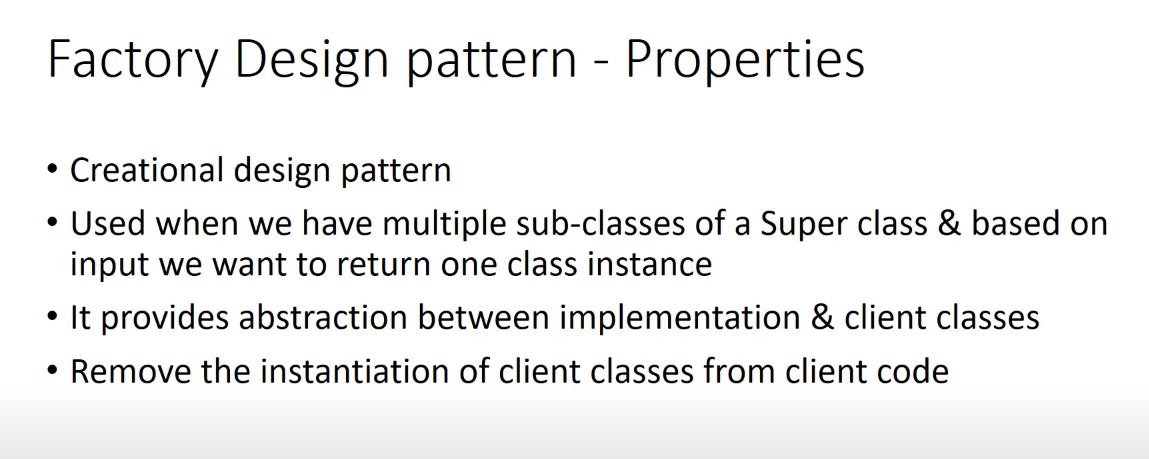 Factory Design pattern - Properties
• Creational design pattern
• Used when we have multiple sub-classes of a Super class & based on
input we want to return one class instance
• It provides abstraction between implementation & client classes
• Remove the instantiation of client classes from client code